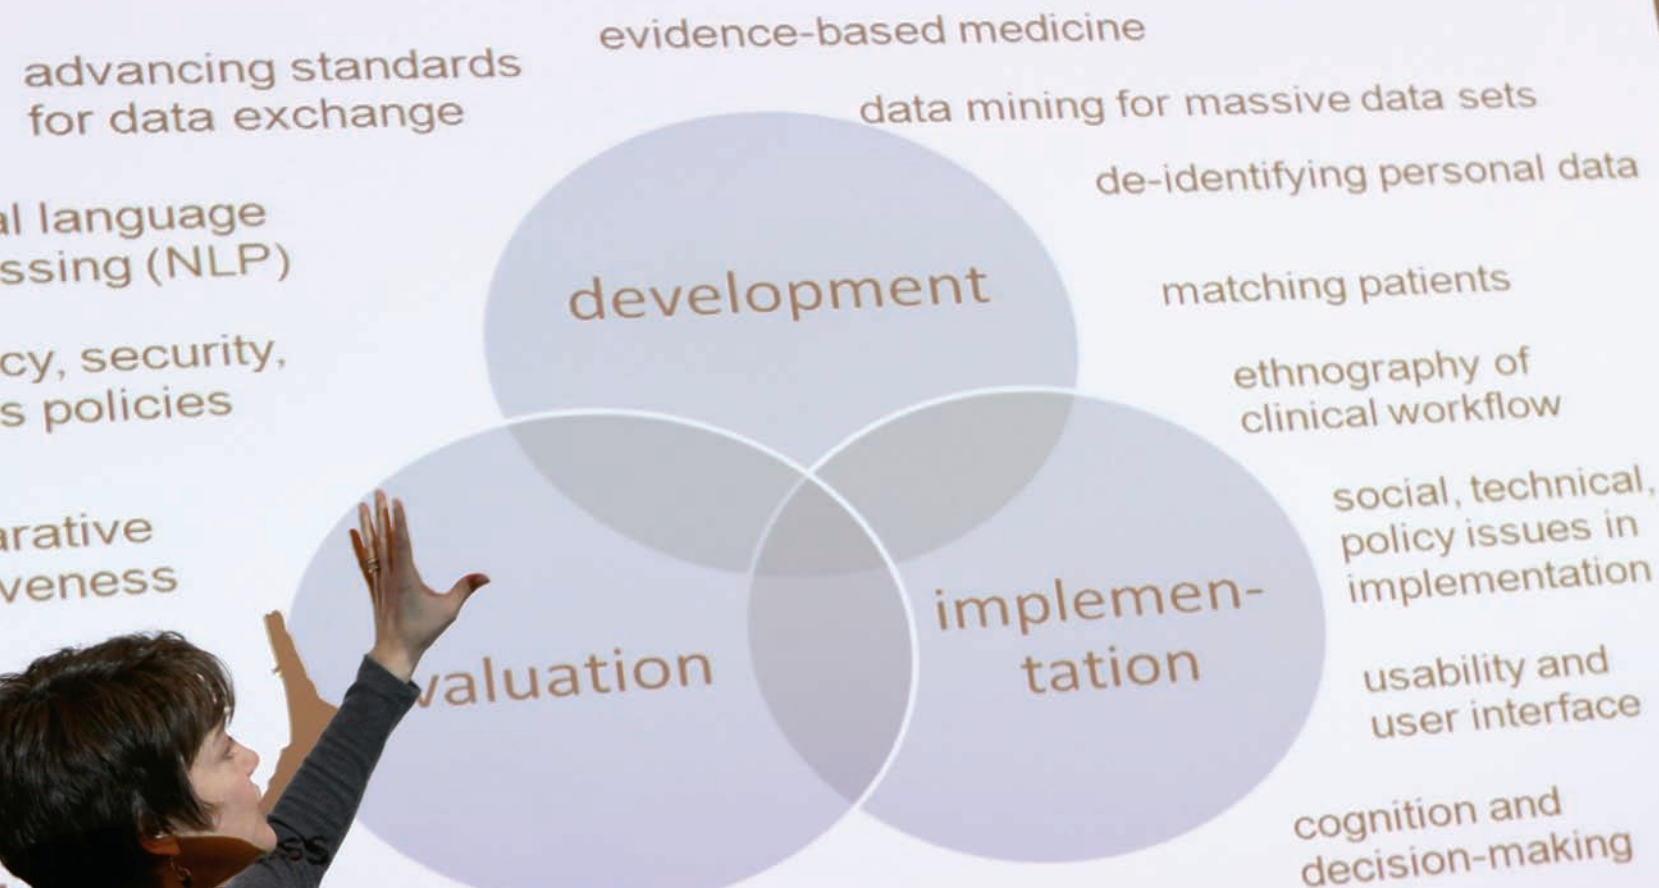 evidence-based medicine
advancing standards
for data exchange
data mining for massive data sets
de-identifying personal data
al language
ssing (NLP)
development
matching patients
cy, security,
s policies
ethnography of
clinical workflow
social, technical,
policy issues in
implementation
arative
veness
implemen-
tation
valuation
usability and
user interface
cognition and
decision-making